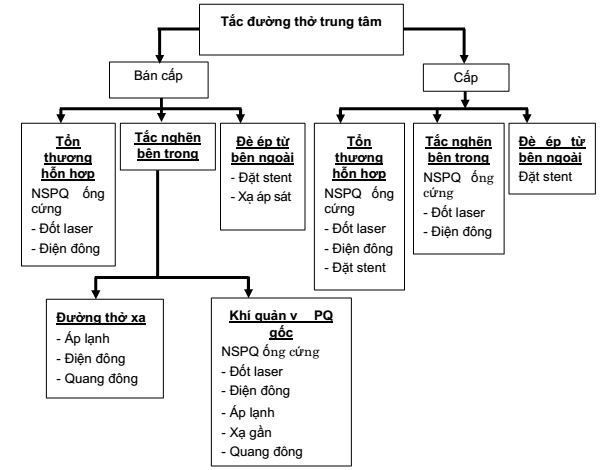 Tắc đường thở trung tâm
Bán cấp
Cấp
Tổn
thương
hỗn hợp
NSPQ ống
cứng
- Đốt laser
- Điện đông
Tắc nghẽn
bên trong
Đè ép từ
bên ngoài
- Đặt stent
- Xạ áp sát
Tổn
thương
hỗn hợp
NSPQ ống
cứng
- Đốt laser
- Điện đông
- Đặt stent
Tắc nghẽn
bên trong
NSPQ ống
cứng
- Đốt laser
- Điện đông
Đè ép từ
bên ngoài
Đặt stent
Đường thở xa
- Áp lạnh
- Điện đông
- Quang đông
Khí quản v PQ
gốc
NSPQ ống cứng
- Đốt laser
- Điện đông
- Áp lạnh
- Xạ gần
- Quang đông